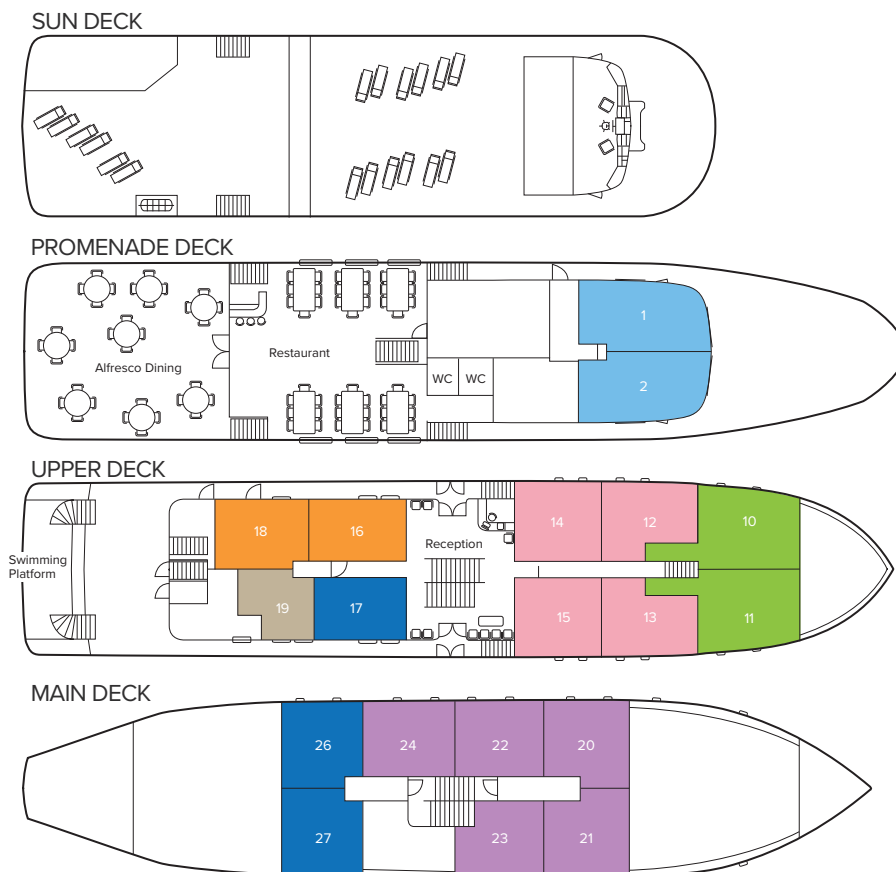 SUN DECK
PROMENADE DECK
1
Alfresco Dining
Restaurant
WC WC
2
UPPER DECK
18 16 14 12 10
Swimming
Platform
Reception
19 17 15 13 11
MAIN DECK
26 24 22 20
27 23 21